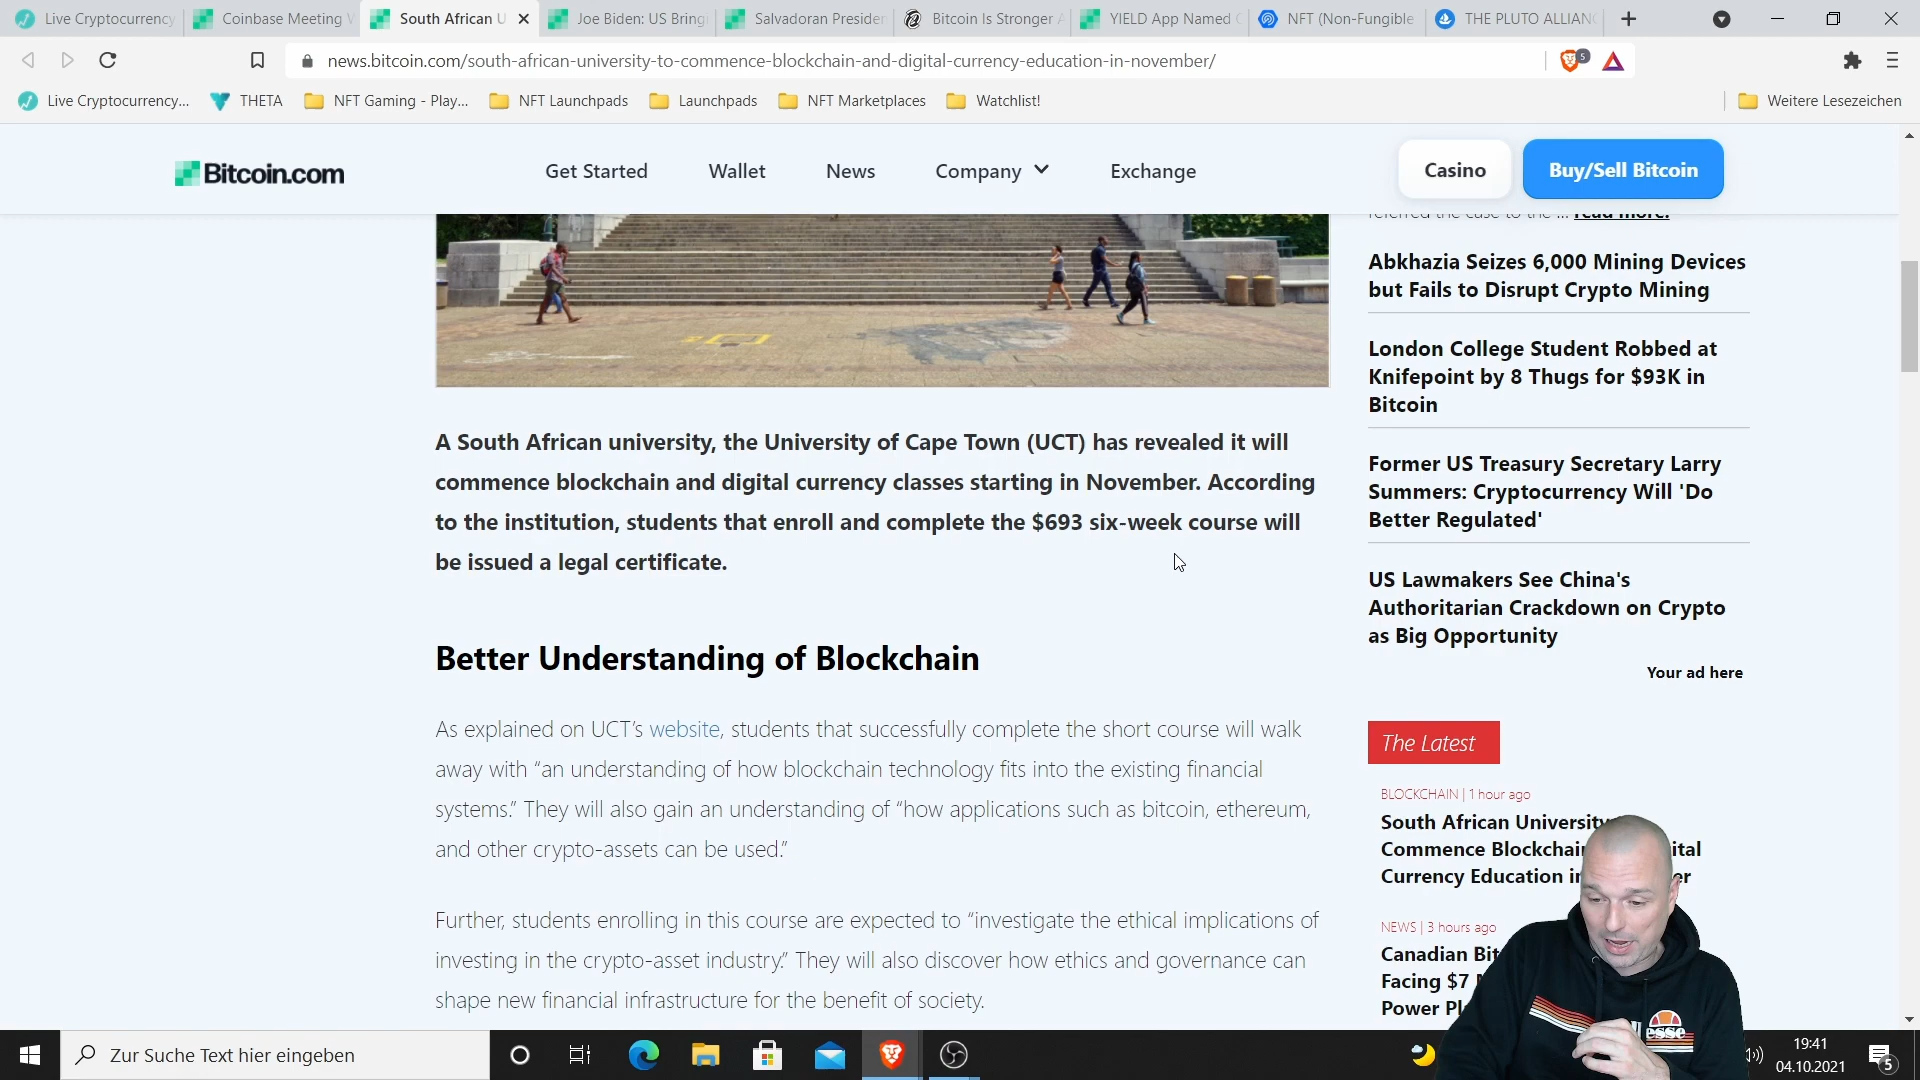 Live Cryptocurrency
Coinbase Meeting
South African U
Joe Biden: US Bring
Salvadoran Presiden
Bitcoin Is Stronger
YIELD App Named
NFT (Non-Fungible
THE PLUTO ALLIAN
news.bitcoin.com/south-african-university-to-commence-blockchain-and-digital-currency-education-in-november/
5
Live Cryptocurrency...
THETA
NFT Gaming - Play...
NFT Launchpads
Launchpads
NFT Marketplaces
Watchlist!
Weitere Lesezeichen
Bitcoin.com
Get Started
Wallet
News
Company
Exchange
Casino
Buy/Sell Bitcoin
referred the case to the ... read more.
Abkhazia Seizes 6,000 Mining Devices
but Fails to Disrupt Crypto Mining
London College Student Robbed at
Knifepoint by 8 Thugs for $93K in
Bitcoin
Former US Treasury Secretary Larry
Summers: Cryptocurrency Will 'Do
Better Regulated'
US Lawmakers See China's
Authoritarian Crackdown on Crypto
as Big Opportunity
Your ad here
A South African university, the University of Cape Town (UCT) has revealed it will
commence blockchain and digital currency classes starting in November. According
to the institution, students that enroll and complete the $693 six-week course will
be issued a legal certificate.
Better Understanding of Blockchain
As explained on UCT’s website, students that successfully complete the short course will walk
away with “an understanding of how blockchain technology fits into the existing financial
systems.” They will also gain an understanding of “how applications such as bitcoin, ethereum,
and other crypto-assets can be used.”
Further, students enrolling in this course are expected to “investigate the ethical implications of
investing in the crypto-asset industry.” They will also discover how ethics and governance can
shape new financial infrastructure for the benefit of society.
The Latest
BLOCKCHAIN | 1 hour ago
South African University
Commence Blockchai ital
Currency Education i er
NEWS | 3 hours ago
Canadian Bit
Facing $7
Power Pl
esse
Zur Suche Text hier eingeben
19:41
04.10.2021
5